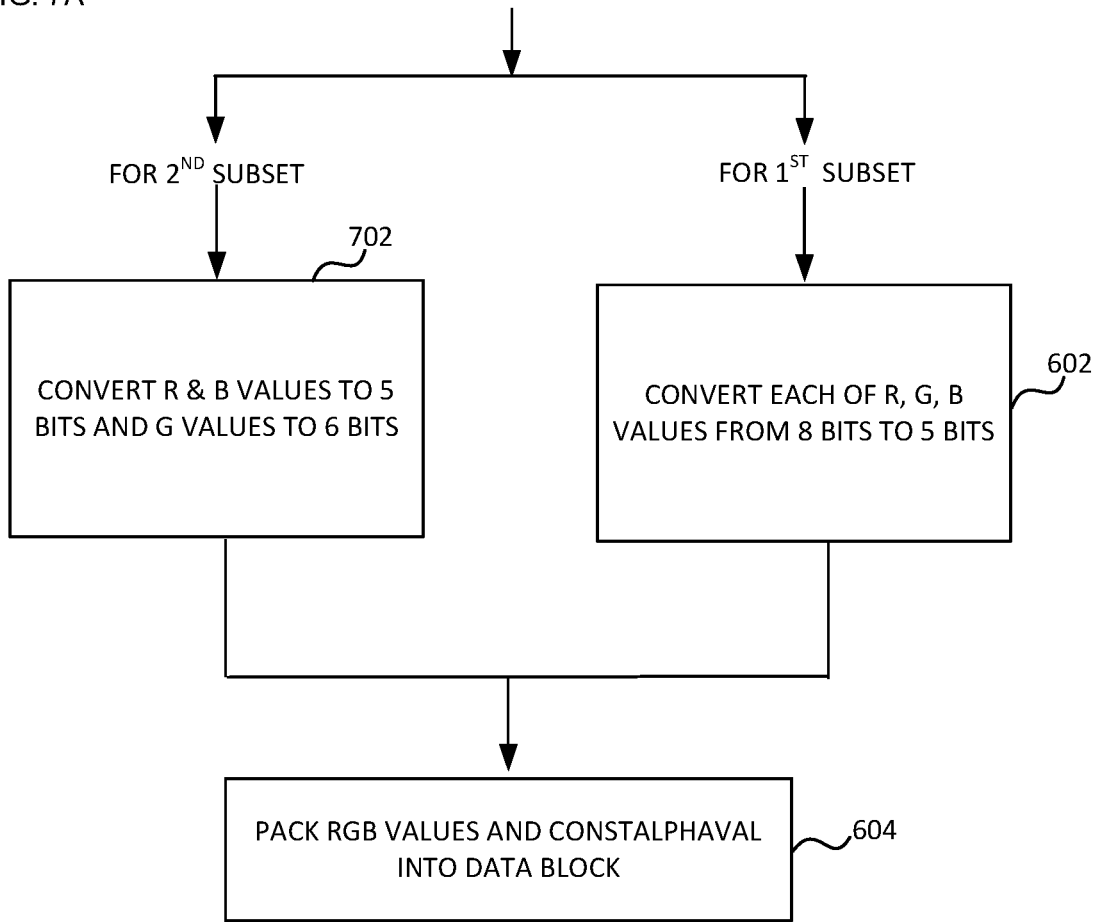 FOR 2ND SUBSET
FOR 1ST SUBSET
702
CONVERT R & B VALUES TO 5
BITS AND G VALUES TO 6 BITS
602
CONVERT EACH OF R, G, B
VALUES FROM 8 BITS TO 5 BITS
PACK RGB VALUES AND CONSTALPHAVAL
INTO DATA BLOCK
604